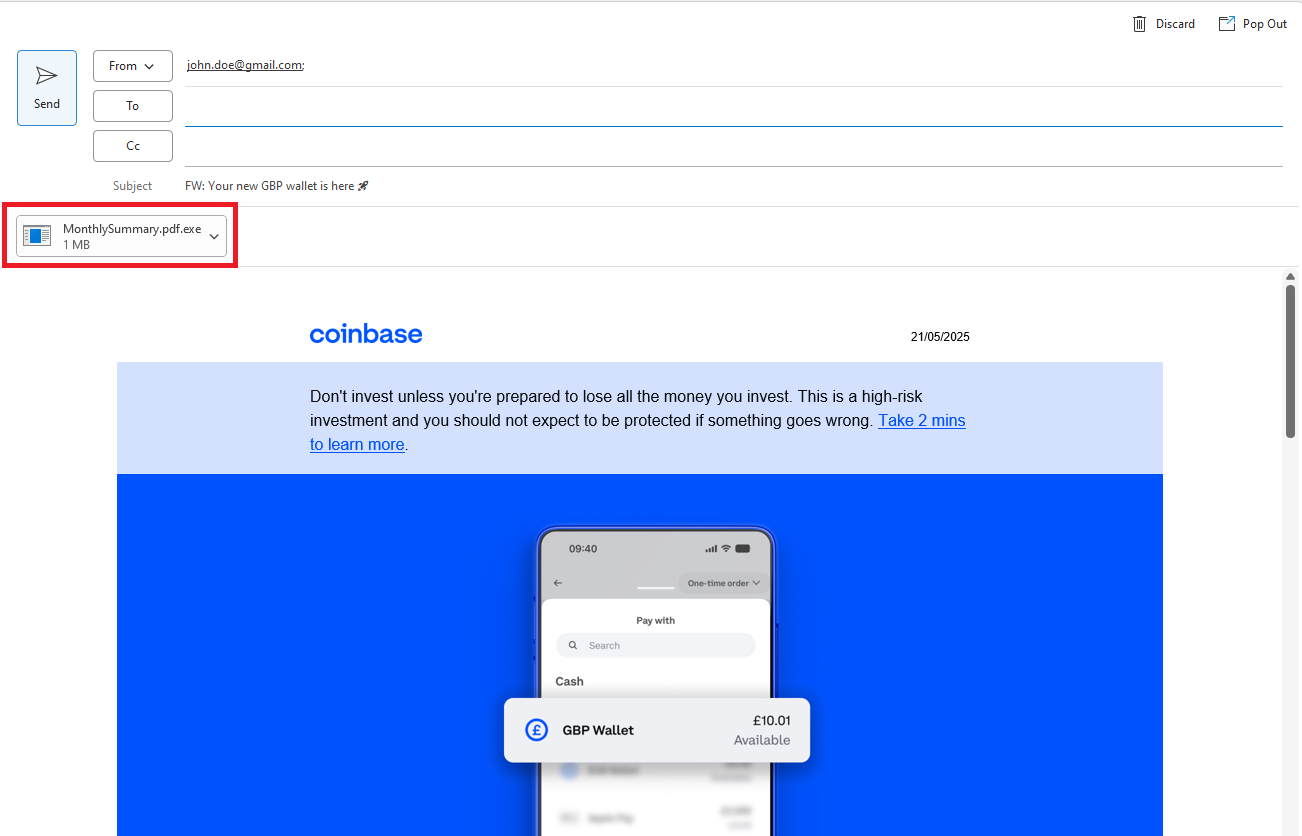 Discard
Pop Out
Send
From
john.doe@gmail.com;
To
Cc
Subject
FW: Your new GBP wallet is here 🚀
MonthlySummary.pdf.exe
1 MB
coinbase
21/05/2025
Don't invest unless you're prepared to lose all the money you invest. This is a high-risk
investment and you should not expect to be protected if something goes wrong. Take 2 mins
to learn more.
09:40
One-time order
Pay with
Search
Cash
£
GBP Wallet
£10.01
Available
Apple Pay